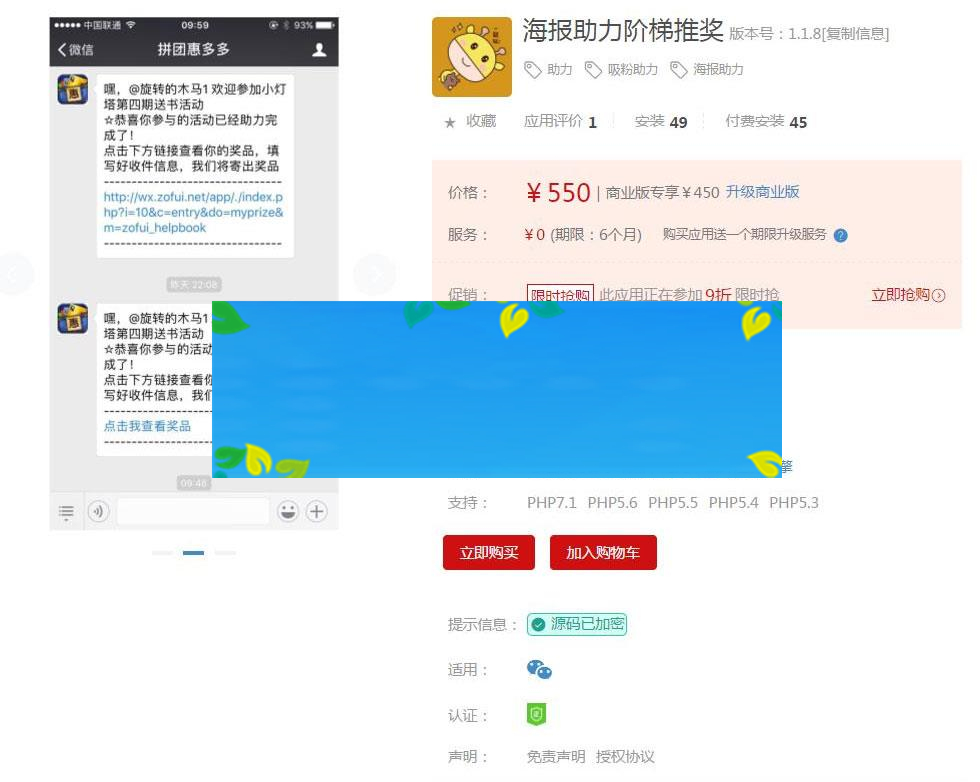 中国联通
09:59
93%
微信
拼团惠多多
嘿，@旋转的木马1 欢迎参加小灯
塔第四期送书活动
☆恭喜你参与的活动已经助力完
成了！
点击下方链接查看你的奖品，填
写好收件信息，我们将寄出奖品
--------------------------------
http://wx.zofui.net/app/./index.p
hp?i=10&c=entry&do=myprize&
m=zofui_helpbook
--------------------------------
昨天 22:08
嘿，@旋转的木马1
塔第四期送书活动
☆恭喜你参与的活动
成了！
点击下方链接查看你
写好收件信息，我们
点击我查看奖品
09:46
海报助力阶梯推奖 版本号：1.1.8[复制信息]
助力 吸粉助力 海报助力
★ 收藏 应用评价 1 安装 49 付费安装 45
价格： ￥550 | 商业版专享￥450 升级商业版
服务： ￥0 (期限：6个月) 购买应用送一个期限升级服务 ?
促销： 限时抢购 此应用正在参加9折 限时抢 立即抢购
擎
支持： PHP7.1 PHP5.6 PHP5.5 PHP5.4 PHP5.3
立即购买 加入购物车
提示信息： 源码已加密
适用：
认证：
声明： 免责声明 授权协议